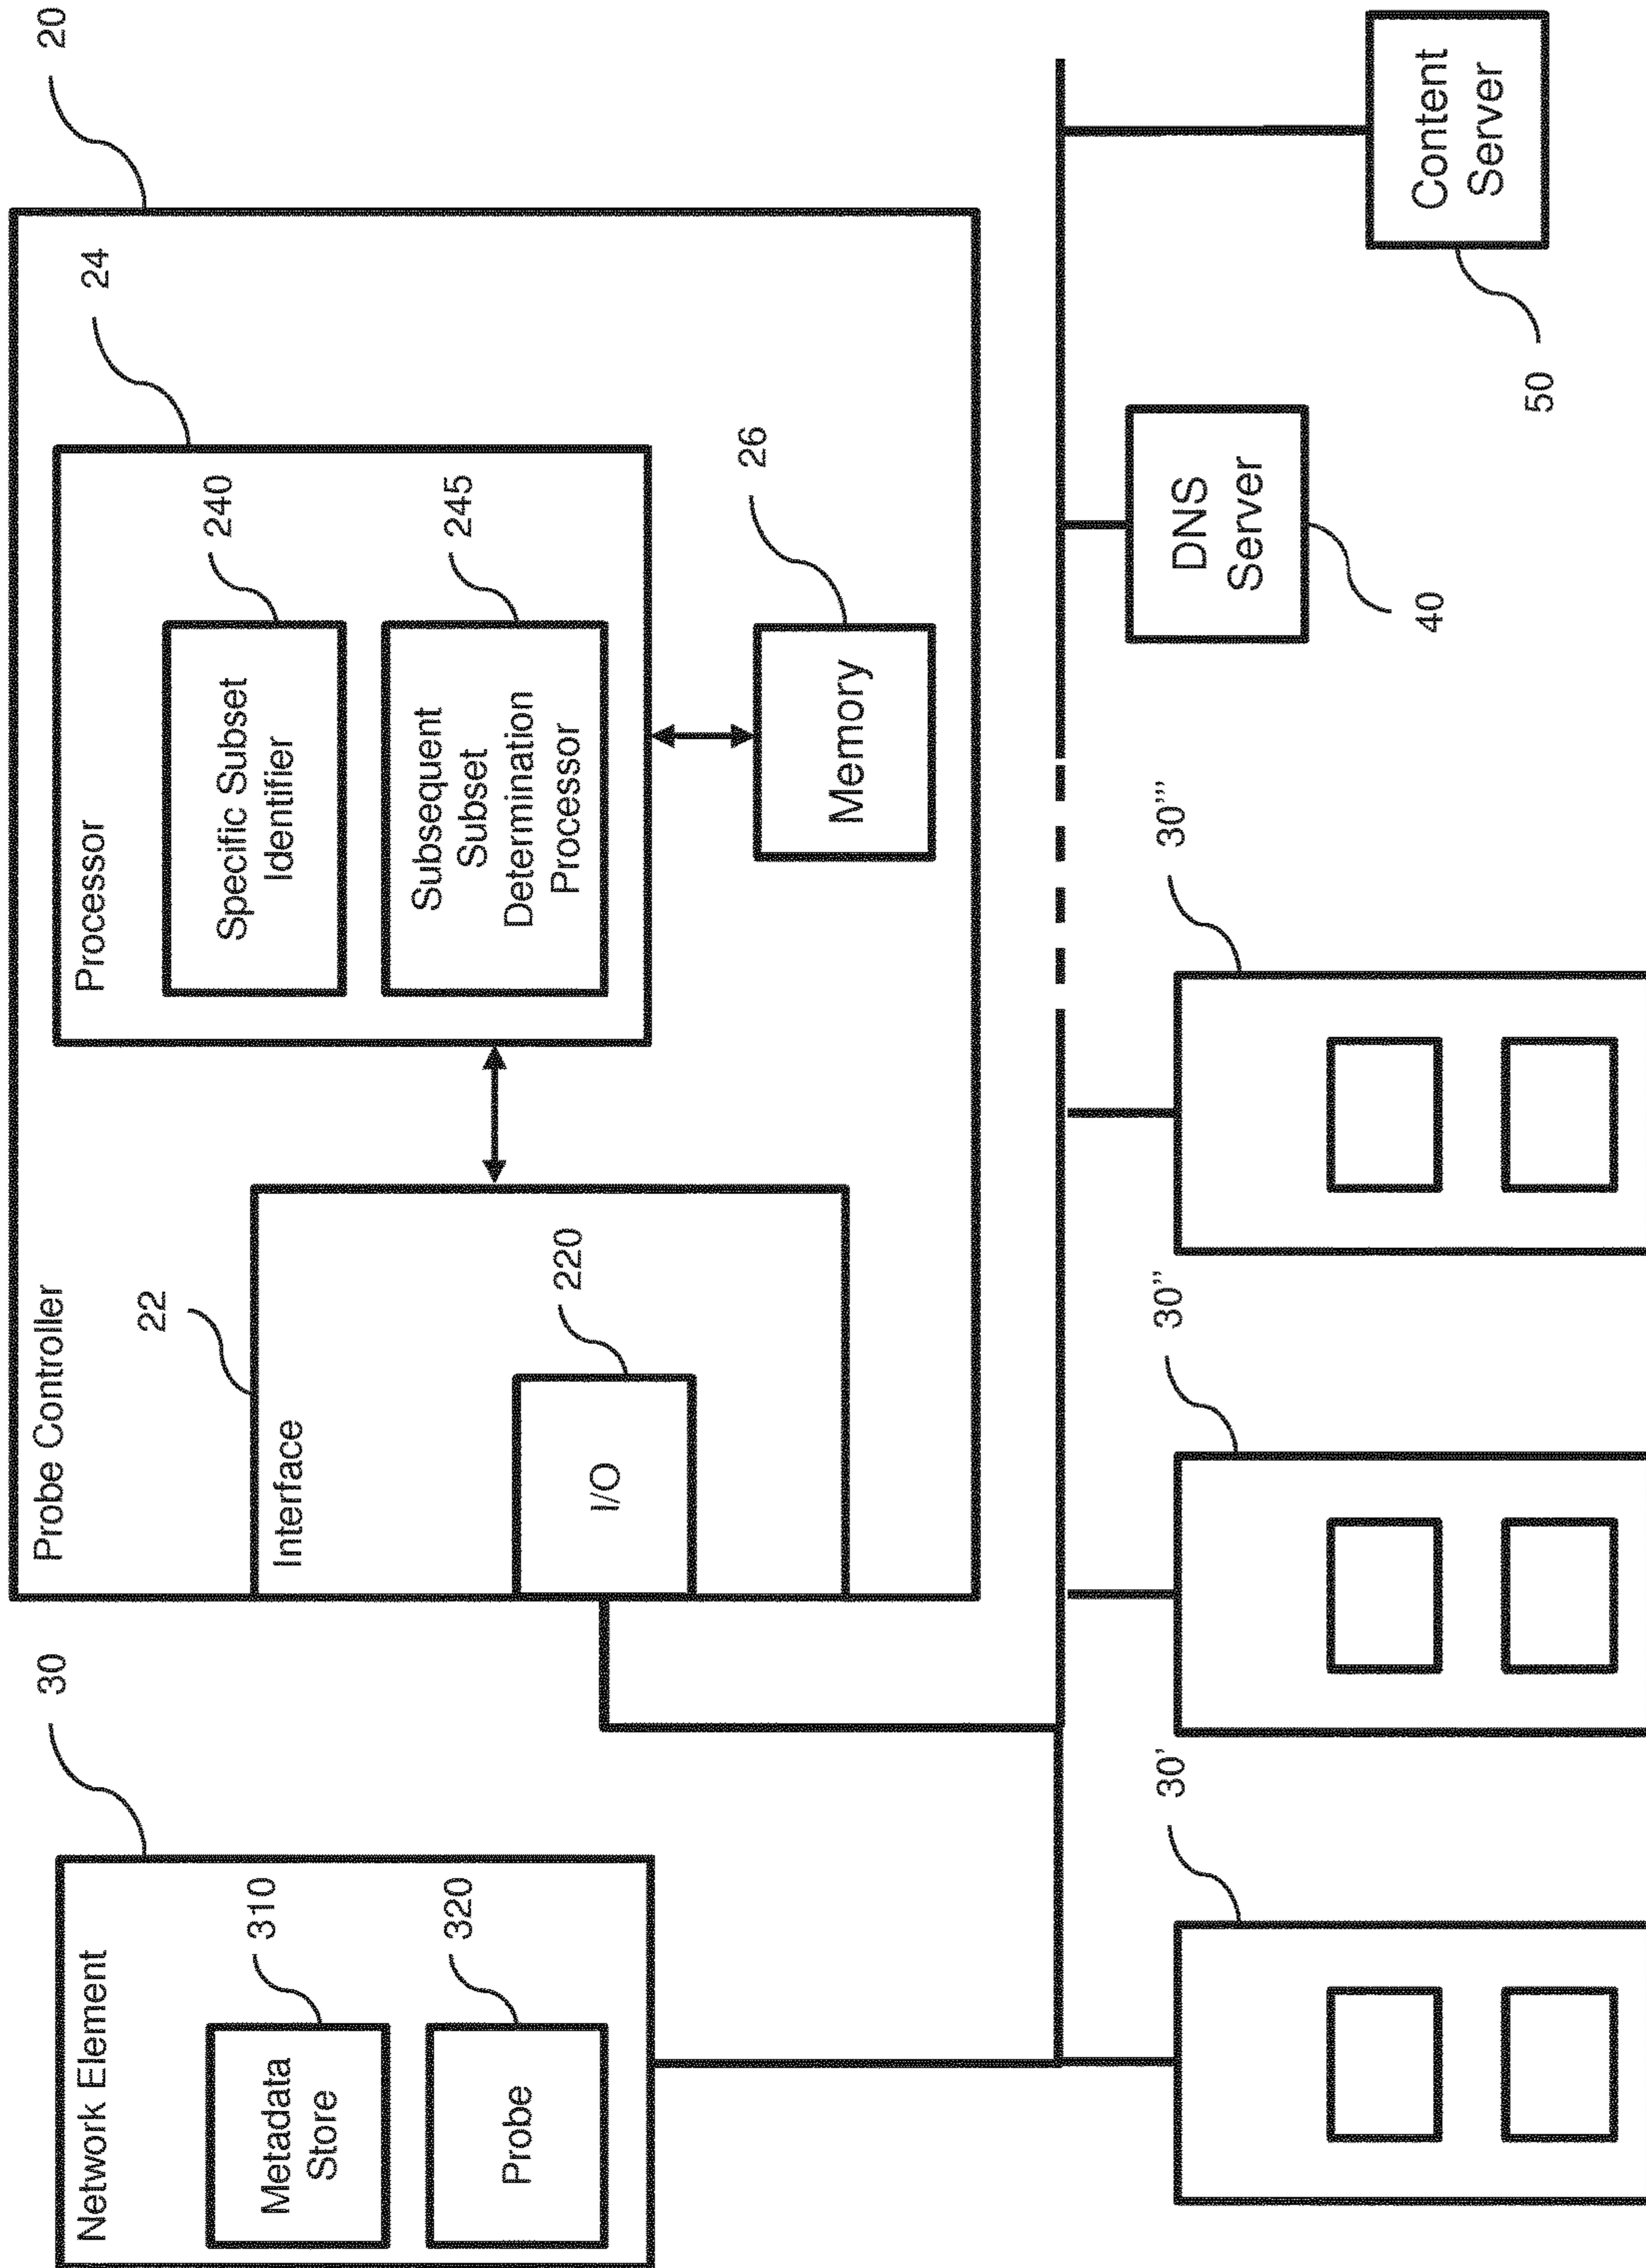 Network Element
30
Metadata
Store
310
Probe
320
Probe Controller
20
Interface
22
I/O
220
Processor
24
Specific Subset
Identifier
240
Subsequent
Subset
Determination
Processor
245
Memory
26
30'
30''
30'''
DNS
Server
40
Content
Server
50